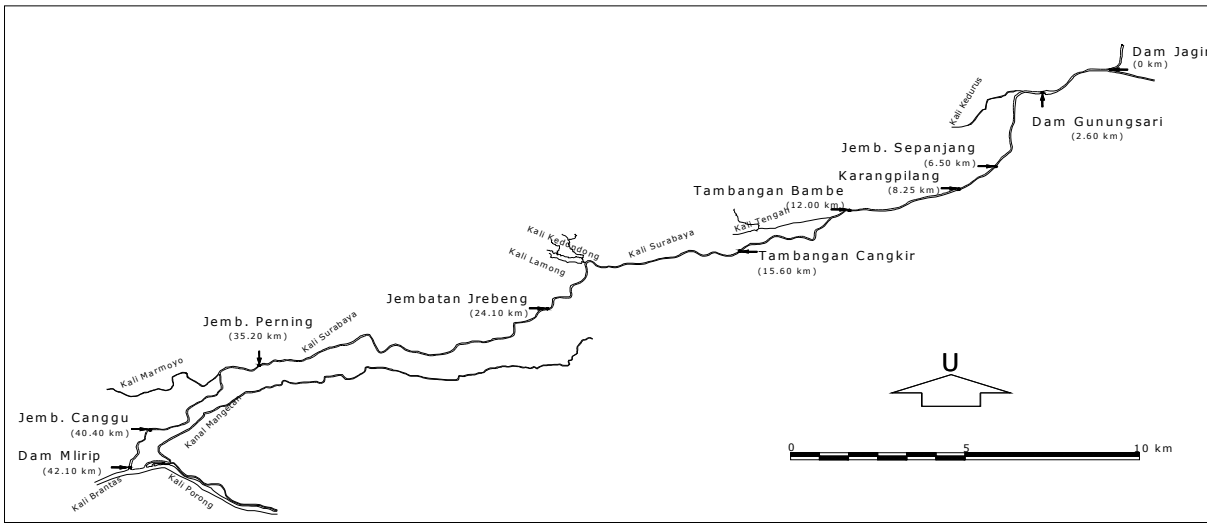 Dam Jagir
(0 km)
Kali Kedurus
Dam Gunungsari
(2.60 km)
Jemb. Sepanjang
(6.50 km)
Karangpilang
(8.25 km)
Tambangan Bambe
(12.00 km)
Kali Tengah
Kali Kedondong
Kali Surabaya
Kali Lamong
Tambangan Cangkir
(15.60 km)
Jembatan Jrebeng
(24.10 km)
Jemb. Perning
(35.20 km)
Kali Surabaya
Kali Marmoyo
U
Kanal Mangetan
Jemb. Canggu
(40.40 km)
0
5
10 km
Dam Mlirip
(42.10 km)
Kali Brantas
Kali Porong